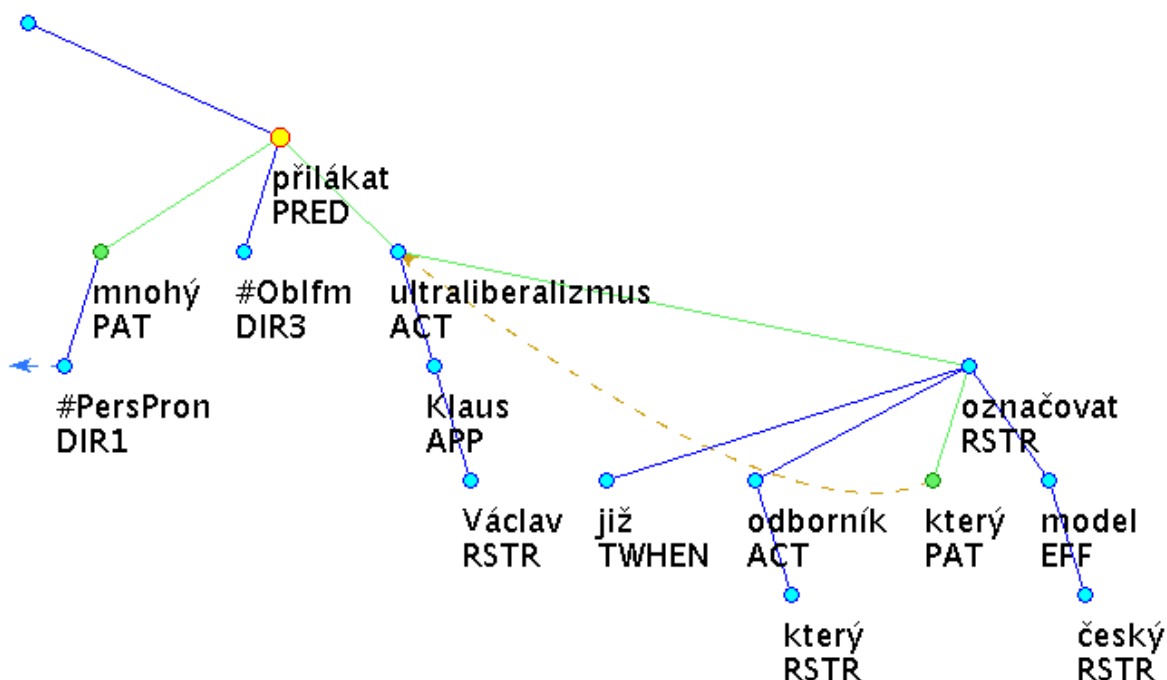 přilákat
PRED
mnohý
PAT
#Oblfm
DIR3
ultraliberalizmus
ACT
#PersPron
DIR1
Klaus
APP
označovat
RSTR
Václav
RSTR
již
TWHEN
odborník
ACT
který
PAT
model
EFF
který
RSTR
český
RSTR